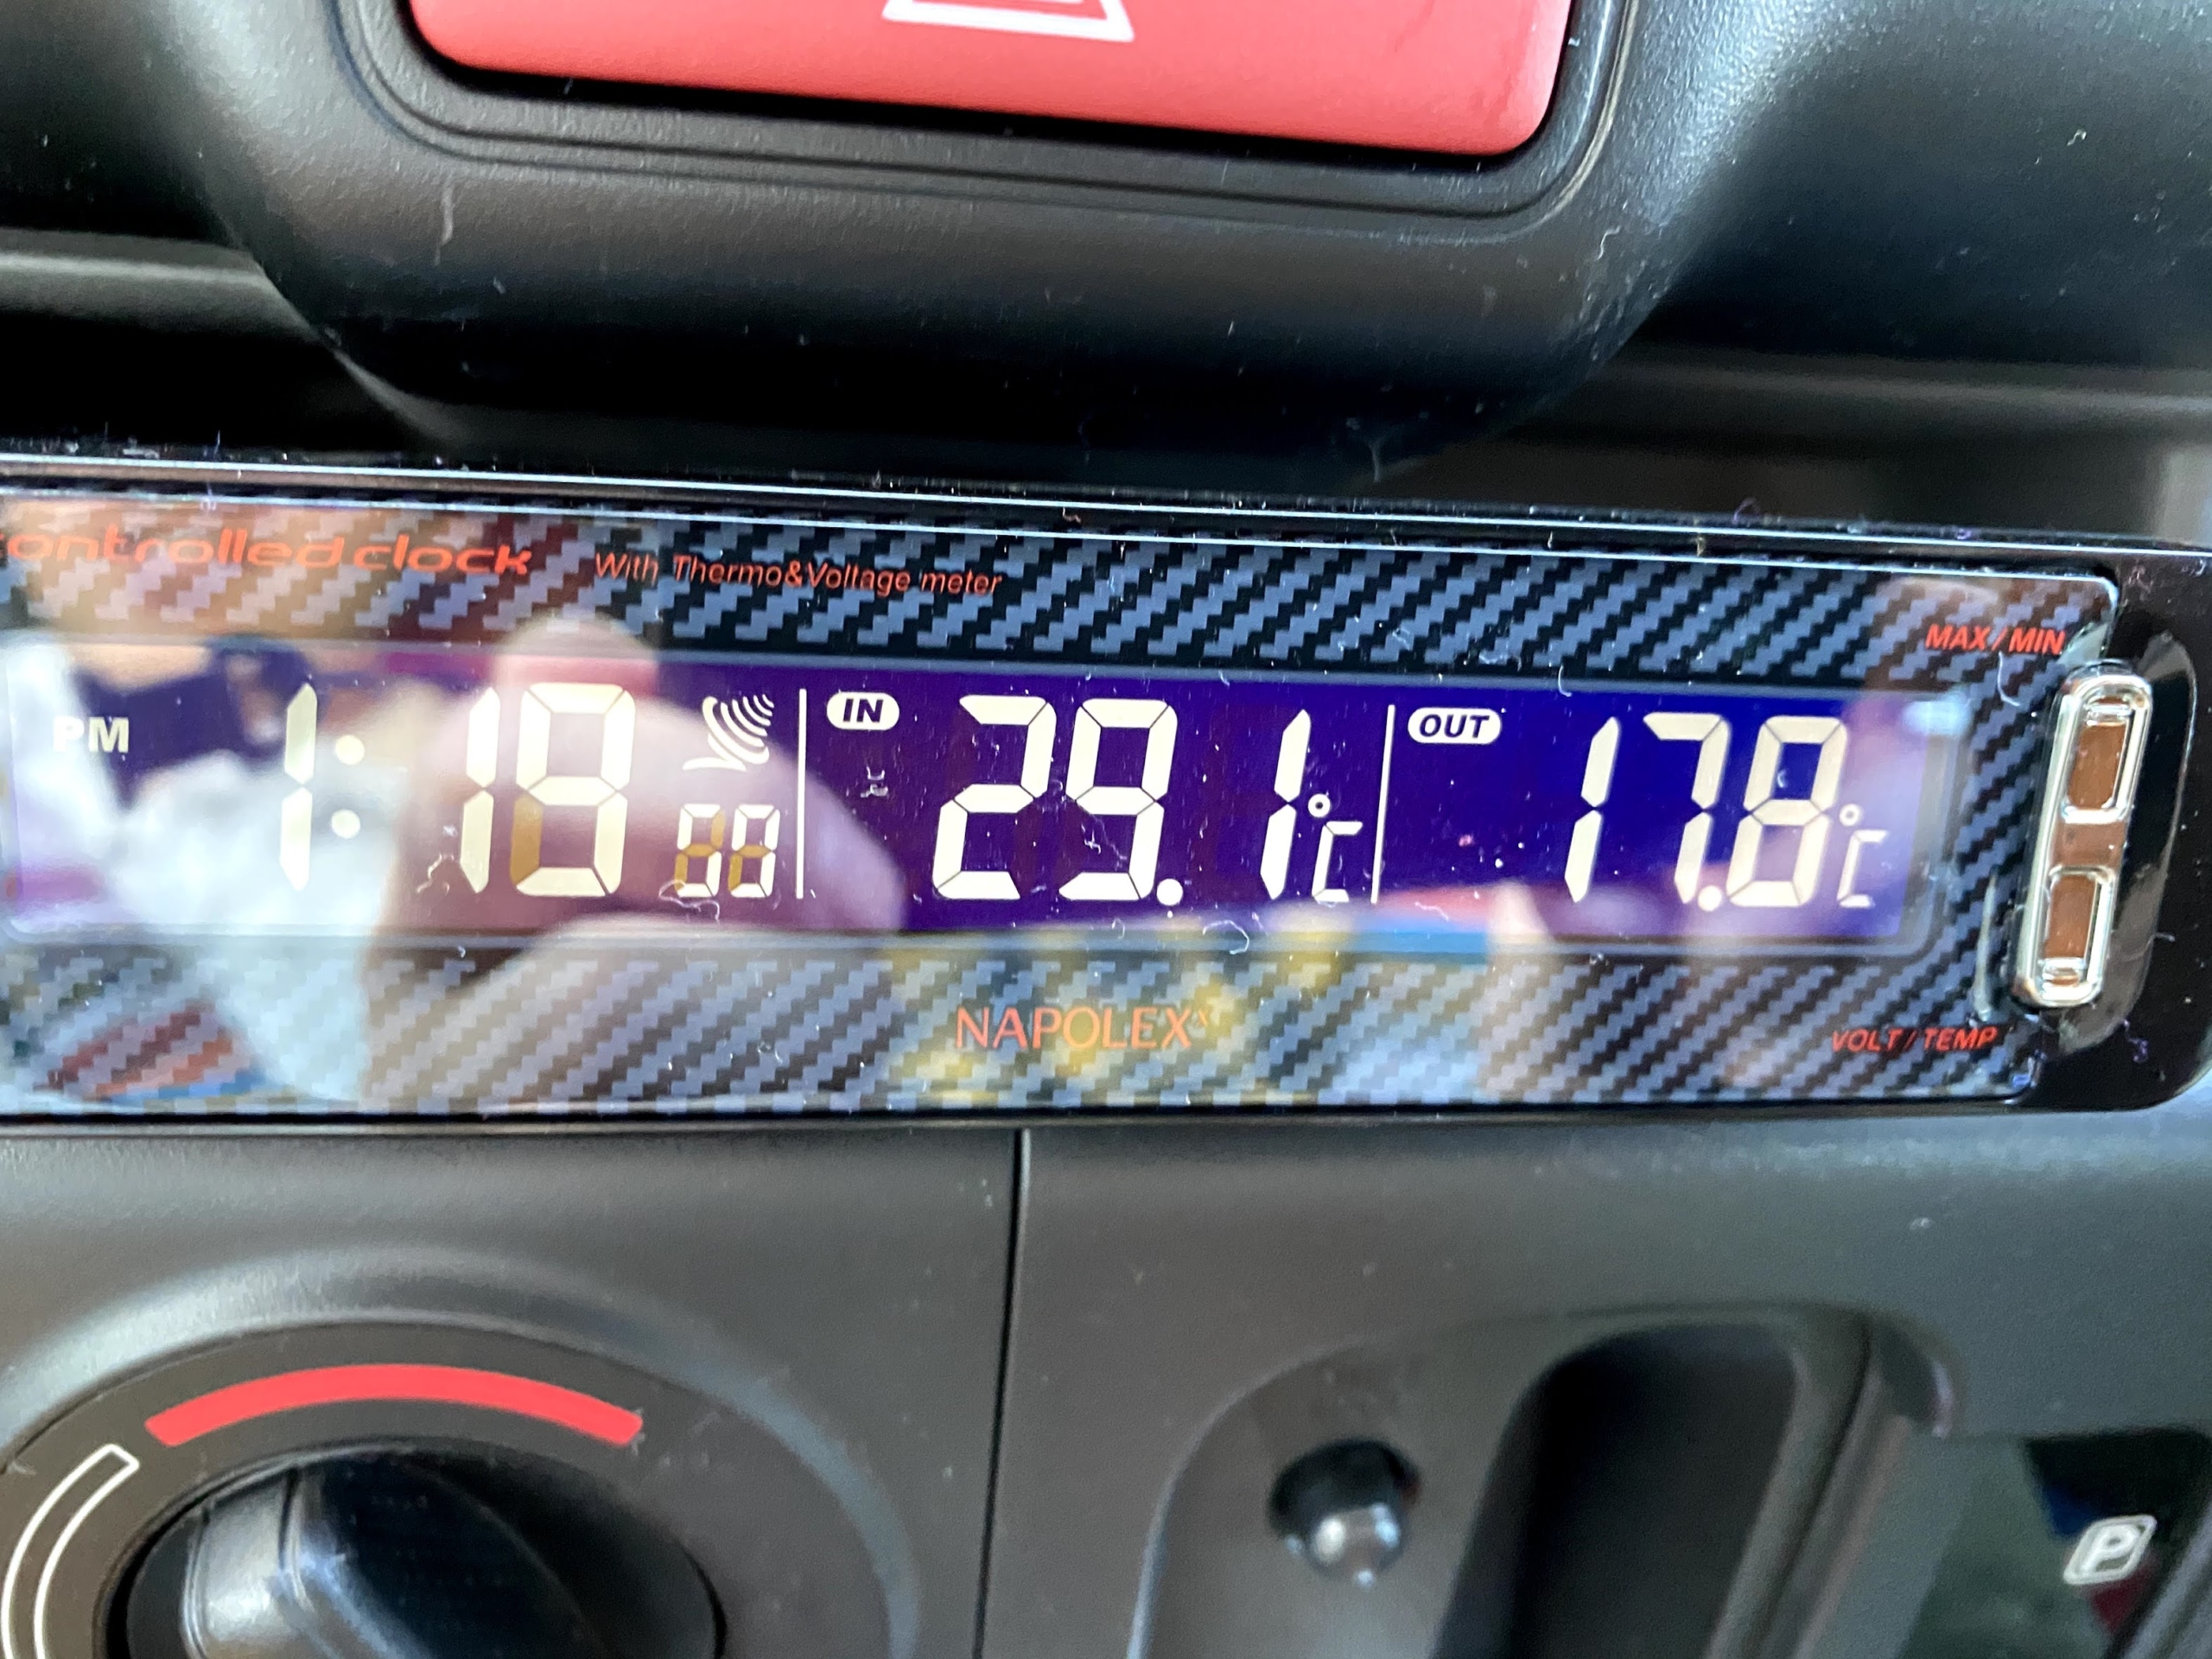 controlled clock With Thermo&Voltage meter
MAX / MIN
PM 1:18 00 IN 29.1°C OUT 17.8°C
NAPOLEX
VOLT / TEMP
P